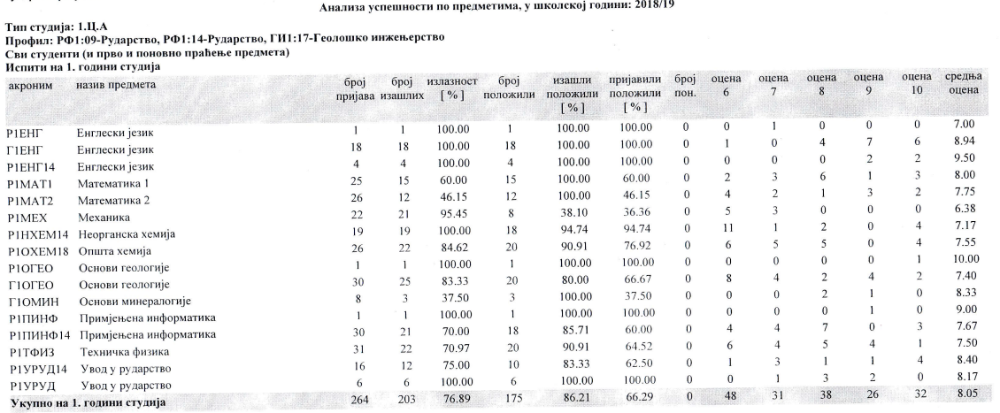 Анализа успешности по предметима, у школској години: 2018/19
Тип студија: 1.Ц.А
Профил: РФ1:09-Рударство, РФ1:14-Рударство, ГИ1:17-Геолошко инжењерство
Сви студенти (и прво и поновно праћење предмета)
Испити на 1. години студија
акроним назив предмета број пријава број изашлих излазност [ % ] број положили изашли положили [ % ] пријавили положили [ % ] број пон. оцена 6 оцена 7 оцена 8 оцена 9 оцена 10 средња оцена
Р1ЕНГ Енглески језик 1 1 100.00 1 100.00 100.00 0 0 1 0 0 0 7.00
Г1ЕНГ Енглески језик 18 18 100.00 18 100.00 100.00 0 1 0 4 7 6 8.94
Р1ЕНГ14 Енглески језик 4 4 100.00 4 100.00 100.00 0 0 0 0 2 2 9.50
Р1МАТ1 Математика 1 25 15 60.00 15 100.00 60.00 0 2 3 6 1 3 8.00
Р1МАТ2 Математика 2 26 12 46.15 12 100.00 46.15 0 4 2 1 3 2 7.75
Р1МЕХ Механика 22 21 95.45 8 38.10 36.36 0 5 3 0 0 0 6.38
Р1НХЕМ14 Неорганска хемија 19 19 100.00 18 94.74 94.74 0 11 1 2 0 4 7.17
Р1ОХЕМ18 Општа хемија 26 22 84.62 20 90.91 76.92 0 6 5 5 0 4 7.55
Р1ОГЕО Основи геологије 1 1 100.00 1 100.00 100.00 0 0 0 0 0 1 10.00
Г1ОГЕО Основи геологије 30 25 83.33 20 80.00 66.67 0 8 4 2 4 2 7.40
Г1ОМИН Основи минералогије 8 3 37.50 3 100.00 37.50 0 0 0 2 1 0 8.33
Р1ПИНФ Примјењена информатика 1 1 100.00 1 100.00 100.00 0 0 0 0 1 0 9.00
Р1ПИНФ14 Примјењена информатика 30 21 70.00 18 85.71 60.00 0 4 4 7 0 3 7.67
Р1ТФИЗ Техничка физика 31 22 70.97 20 90.91 64.52 0 6 4 5 4 1 7.50
Р1УРУД14 Увод у рударство 16 12 75.00 10 83.33 62.50 0 1 3 1 1 4 8.40
Р1УРУД Увод у рударство 6 6 100.00 6 100.00 100.00 0 0 1 3 2 0 8.17
Укупно на 1. години студија 264 203 76.89 175 86.21 66.29 0 48 31 38 26 32 8.05